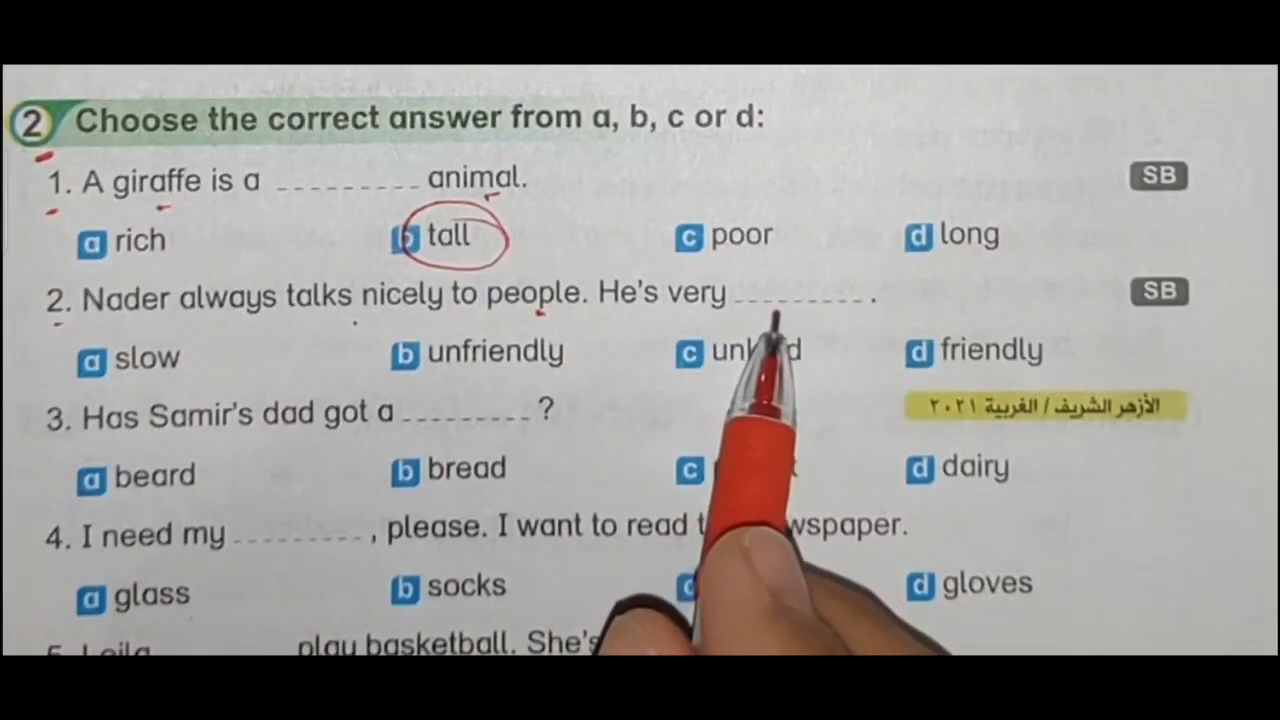 2 Choose the correct answer from a, b, c or d:
1. A giraffe is a ---------- animal. SB
a rich b tall c poor d long
2. Nader always talks nicely to people. He's very --------- . SB
a slow b unfriendly c d friendly
3. Has Samir's dad got a --------- ? الأزهر الشريف / الغربية ٢٠٢١
a beard b bread c d dairy
4. I need my --------- , please. I want to read newspaper.
a glass b socks d gloves
play basketball. She's